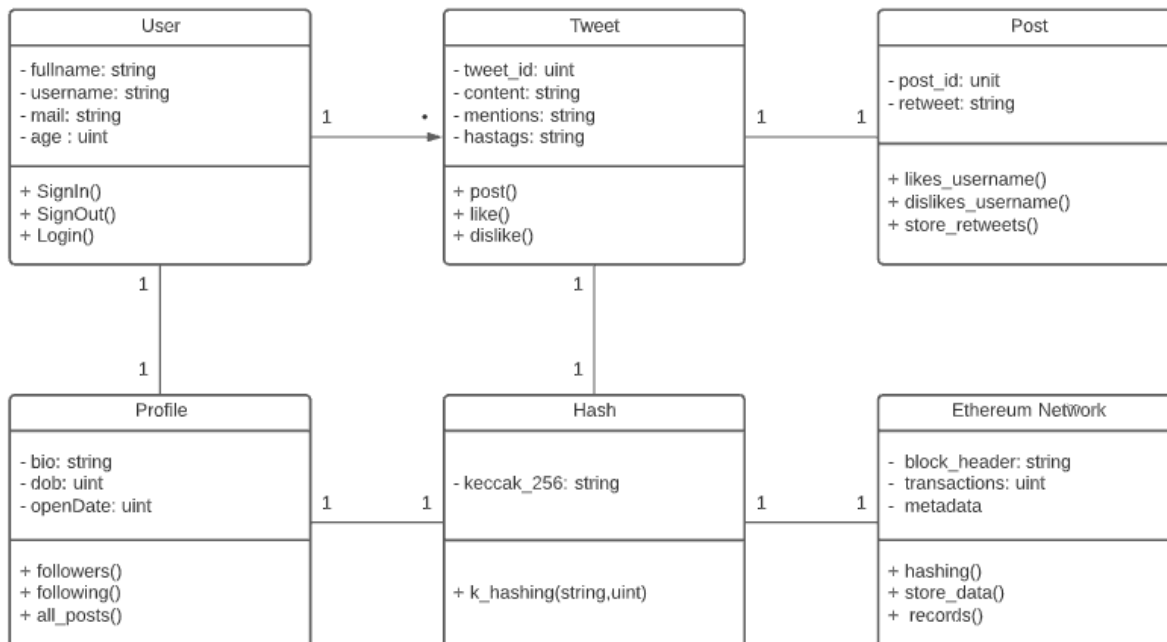 User
- fullname: string
- username: string
- mail: string
- age : uint
+ SignIn()
+ SignOut()
+ Login()
1
•
Tweet
- tweet_id: uint
- content: string
- mentions: string
- hastags: string
+ post()
+ like()
+ dislike()
1
1
Post
- post_id: unit
- retweet: string
+ likes_username()
+ dislikes_username()
+ store_retweets()
1
1
1
1
Profile
- bio: string
- dob: uint
- openDate: uint
+ followers()
+ following()
+ all_posts()
1
1
Hash
- keccak_256: string
+ k_hashing(string,uint)
1
1
Ethereum Network
- block_header: string
- transactions: uint
- metadata
+ hashing()
+ store_data()
+ records()